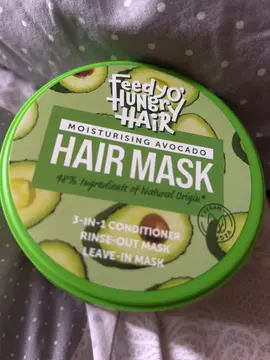 Feed yo'
HUNgRY
HAiR
MOISTURISING AVOCADO
HAIR MASK
98% Ingredients of Natural Origin*
3-IN-1 CONDITIONER
RINSE-OUT MASK
LEAVE-IN MASK
VEGAN